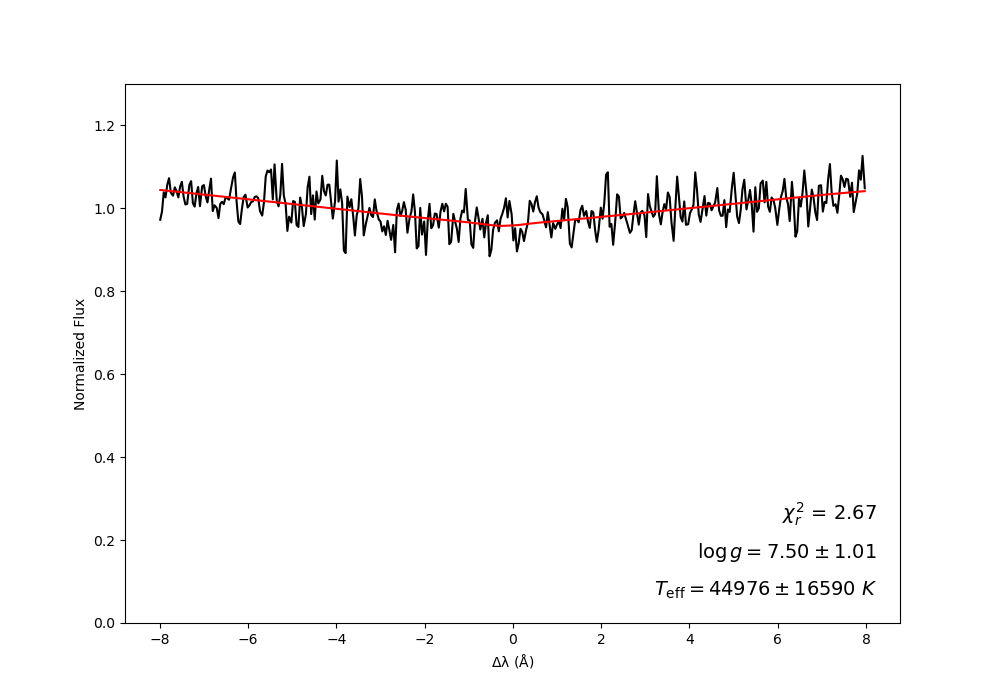 1.2
1.0
0.8
0.6
0.4
0.2
0.0
Normalized Flux
χ²ᵣ = 2.67
log g = 7.50 ± 1.01
T_eff = 44976 ± 16590 K
−8 −6 −4 −2 0 2 4 6 8
Δλ (Å)